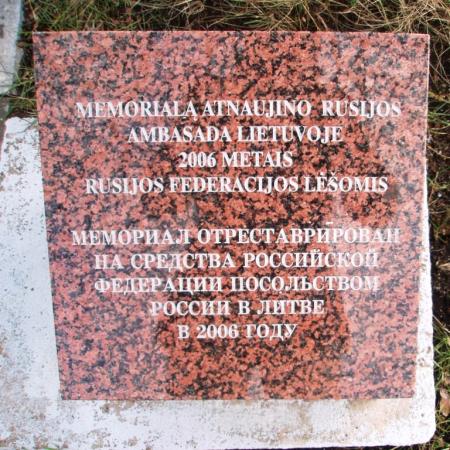 MEMORIALA ATNAUJINO RUSIJOS
AMBASADA LIETUVOJE
2006 METAIS
RUSIJOS FEDERACIJOS LĖŠOMIS
МЕМОРИАЛ ОТРЕСТАВРИРОВАН
НА СРЕДСТВА РОССИЙСКОЙ
ФЕДЕРАЦИИ ПОСОЛЬСТВОМ
РОССИИ В ЛИТВЕ
В 2006 ГОДУ